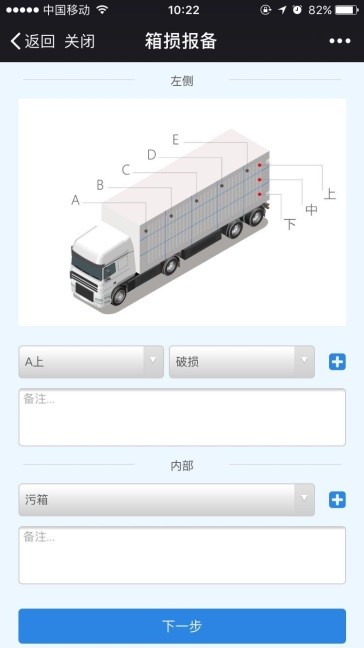 中国移动 10:22 82%
返回 关闭 箱损报备
左侧
E
D
C
B
A
上
中
下
A上 破损
备注...
内部
污箱
备注...
下一步